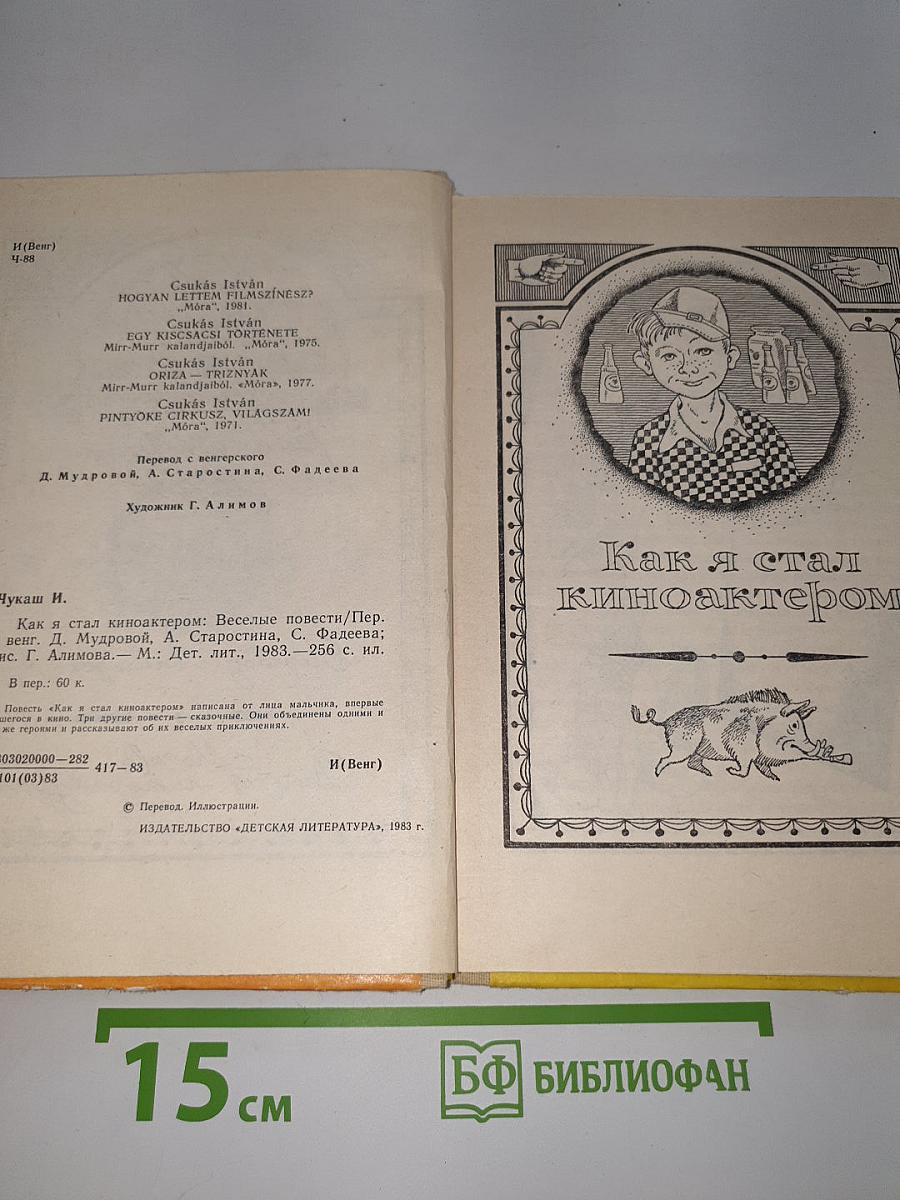 И(Венг)
Ч-88
Csukás István
HOGYAN LETTEM FILMSZÍNÉSZ?
„Móra", 1981.
Csukás István
EGY KISCSACSI TÖRTÉNETE
Mirr-Murr kalandjaiból. „Móra", 1975.
Csukás István
ORIZA — TRIZNYÁK
Mirr-Murr kalandjaiból. «Móra», 1977.
Csukás István
PINTYŐKE CIRKUSZ, VILÁGSZÁM!
„Móra", 1971.
Перевод с венгерского
Д. Мудровой, А. Старостина, С. Фадеева
Художник Г. Алимов
Чукаш И.
Как я стал киноактером: Веселые повести/Пер.
венг. Д. Мудровой, А. Старостина, С. Фадеева;
ис. Г. Алимова.— М.: Дет. лит., 1983.—256 с. ил.
В пер.: 60 к.
Повесть «Как я стал киноактером» написана от лица мальчика, впервые
шегося в кино. Три другие повести — сказочные. Они объединены одними и
же героями и рассказывают об их веселых приключениях.
803020000—282
101(03)83
417—83
И(Венг)
© Перевод. Иллюстрации.
ИЗДАТЕЛЬСТВО «ДЕТСКАЯ ЛИТЕРАТУРА», 1983 г.
Как я стал
киноактером
15 см
БФ БИБЛИОФАН